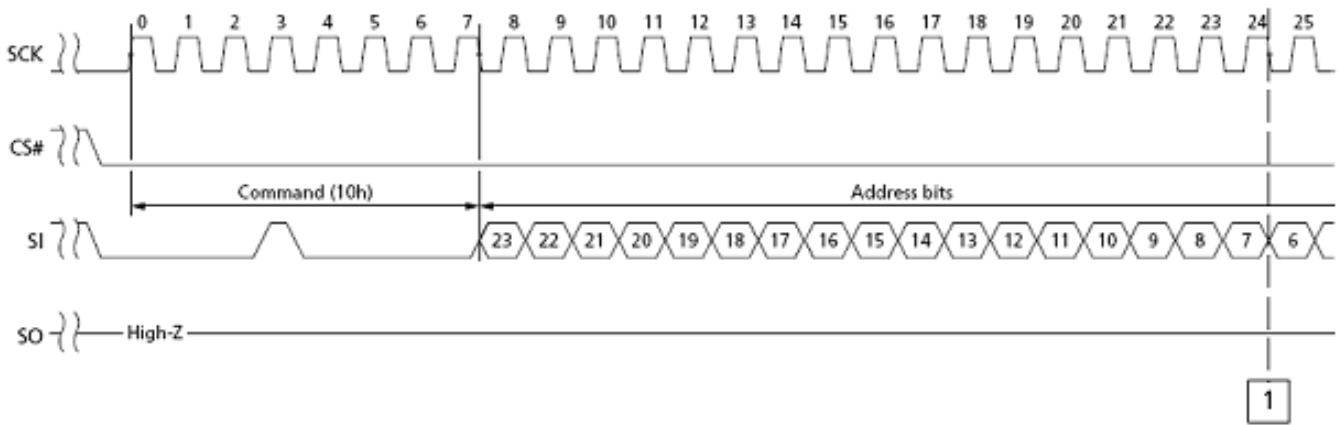 0 1 2 3 4 5 6 7 8 9 10 11 12 13 14 15 16 17 18 19 20 21 22 23 24 25
SCK
CS#
Command (10h) Address bits
SI 23 22 21 20 19 18 17 16 15 14 13 12 11 10 9 8 7 6
SO High-Z
1